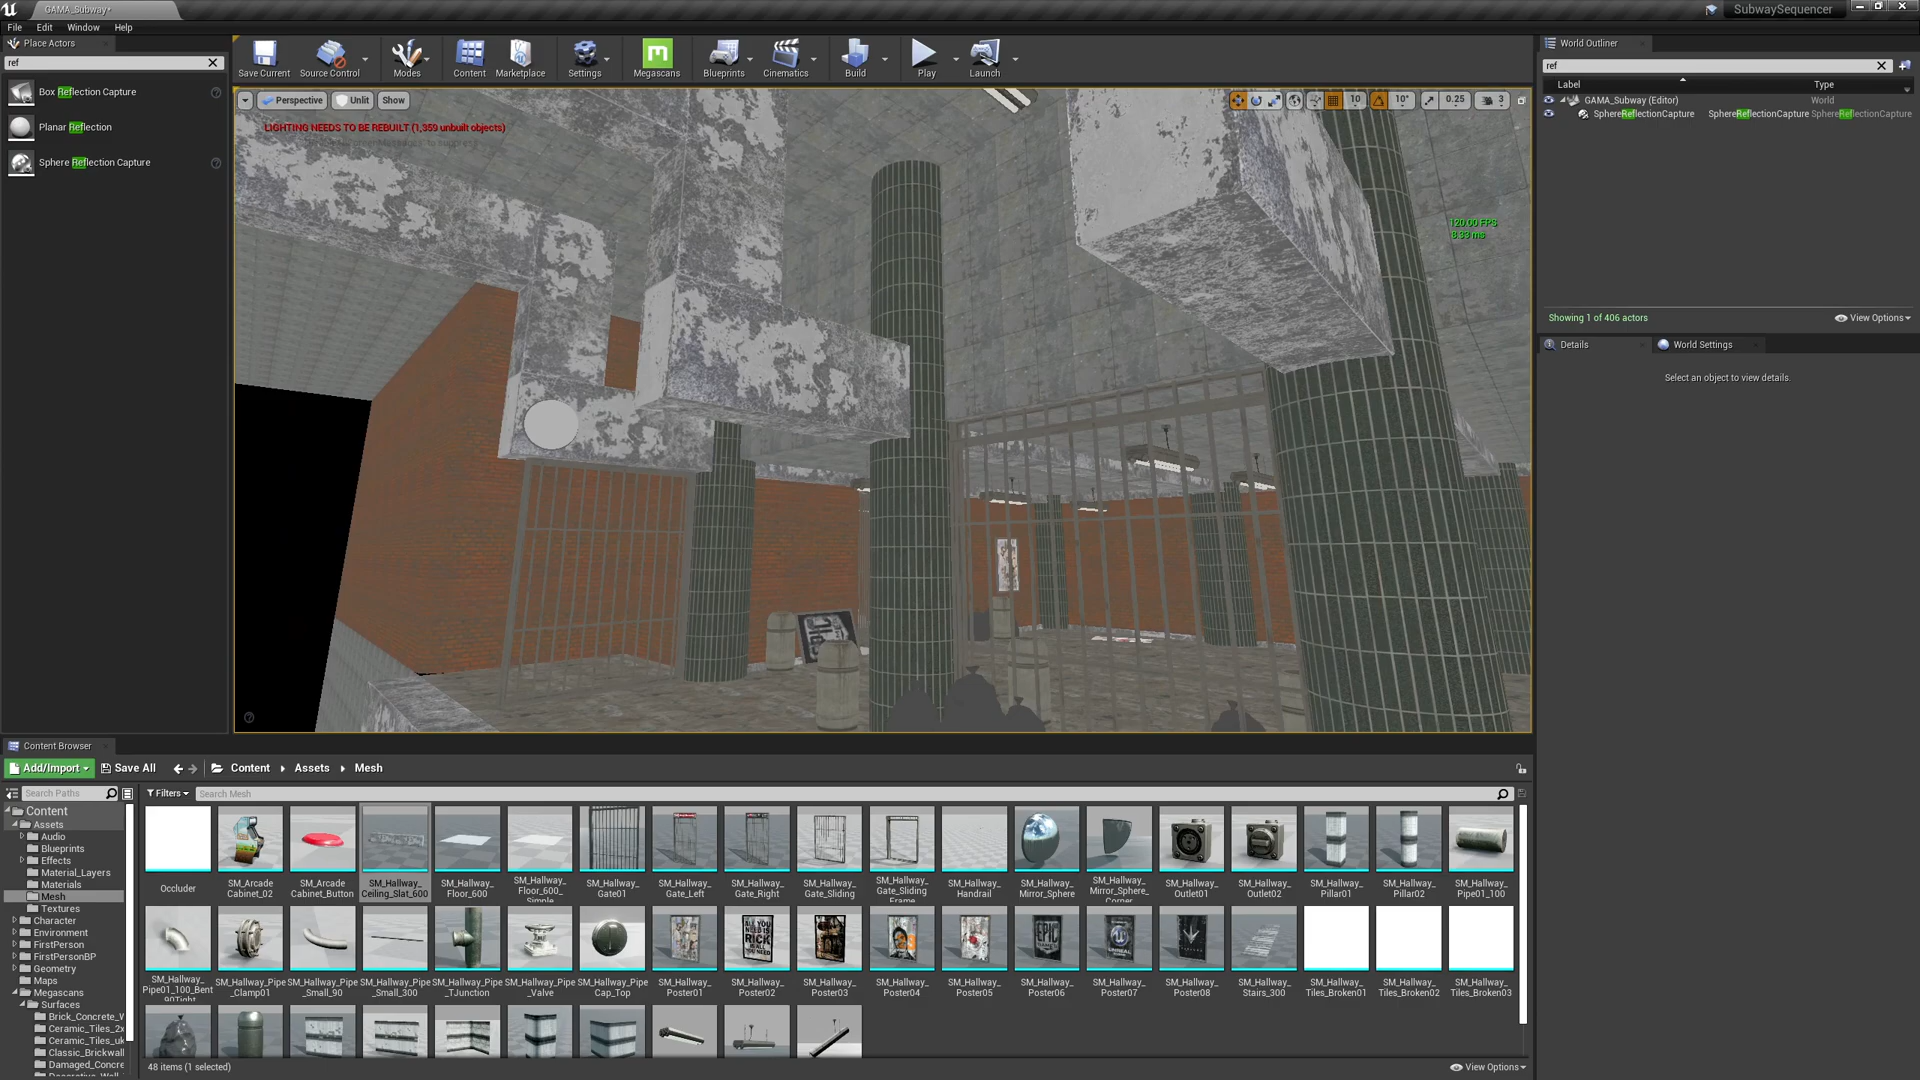 GAMA_Subway*
SubwaySequencer
File Edit Window Help
Place Actors
ref
Box Reflection Capture
Planar Reflection
Sphere Reflection Capture
Save Current Source Control Modes Content Marketplace Settings Megascans Blueprints Cinematics Build Play Launch
Perspective Unlit Show
10 10° 0.25 3
LIGHTING NEEDS TO BE REBUILT (1,359 unbuilt objects)
120.00 FPS
8.33 ms
World Outliner
ref
Label Type
GAMA_Subway (Editor) World
SphereReflectionCapture SphereReflectionCapture SphereReflectionCapture
Showing 1 of 406 actors View Options
Details World Settings
Select an object to view details.
Content Browser
Add/Import Save All Content Assets Mesh
Search Paths Filters Search Mesh
Content
Assets
Audio
Blueprints
Effects
Material_Layers
Materials
Mesh
Textures
Character
Environment
FirstPerson
FirstPersonBP
Geometry
Maps
Megascans
Surfaces
Brick_Concrete_W
Ceramic_Tiles_2x
Ceramic_Tiles_uk
Classic_Brickwall
Damaged_Concre
Occluder
SM_Arcade Cabinet_02
SM_Arcade Cabinet_Button
SM_Hallway_ Ceiling_Slat_600
SM_Hallway_ Floor_600
SM_Hallway_ Floor_600_ Simple
SM_Hallway_ Gate01
SM_Hallway_ Gate_Left
SM_Hallway_ Gate_Right
SM_Hallway_ Gate_Sliding
SM_Hallway_ Gate_Sliding Frame
SM_Hallway_ Handrail
SM_Hallway_ Mirror_Sphere
SM_Hallway_ Mirror_Sphere_ Corner
SM_Hallway_ Outlet01
SM_Hallway_ Outlet02
SM_Hallway_ Pillar01
SM_Hallway_ Pillar02
SM_Hallway_ Pipe01_100
SM_Hallway_ Pipe01_100_Bent 90Tight
SM_Hallway_Pipe _Clamp01
SM_Hallway_Pipe _Small_90
SM_Hallway_Pipe _Small_300
SM_Hallway_Pipe _TJunction
SM_Hallway_Pipe _Valve
SM_Hallway_Pipe Cap_Top
SM_Hallway_ Poster01
SM_Hallway_ Poster02
SM_Hallway_ Poster03
SM_Hallway_ Poster04
SM_Hallway_ Poster05
SM_Hallway_ Poster06
SM_Hallway_ Poster07
SM_Hallway_ Poster08
SM_Hallway_ Stairs_300
SM_Hallway_ Tiles_Broken01
SM_Hallway_ Tiles_Broken02
SM_Hallway_ Tiles_Broken03
48 items (1 selected) View Options